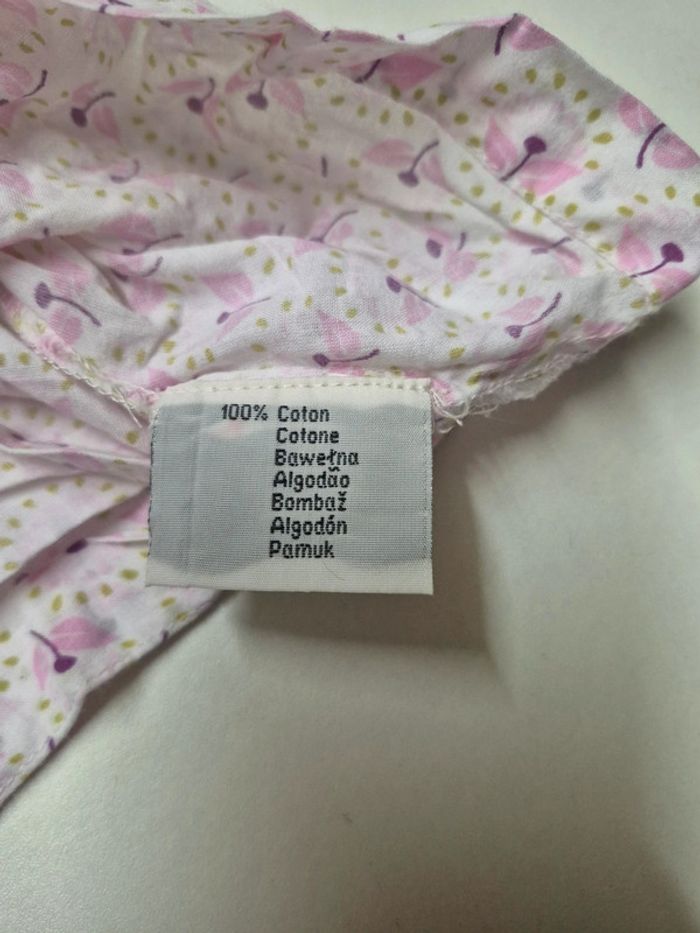 100% Coton
Cotone
Bawełna
Algodão
Bombaž
Algodón
Pamuk